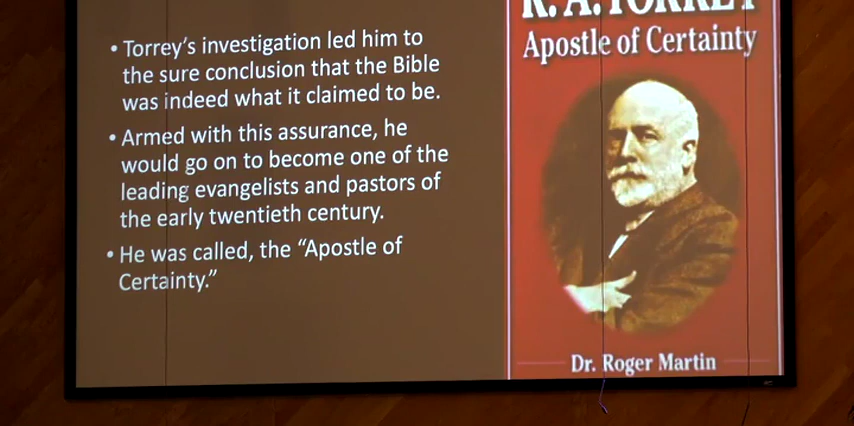 • Torrey's investigation led him to
the sure conclusion that the Bible
was indeed what it claimed to be.
• Armed with this assurance, he
would go on to become one of the
leading evangelists and pastors of
the early twentieth century.
• He was called, the “Apostle of
Certainty.”
R. A. TORREY
Apostle of Certainty
Dr. Roger Martin